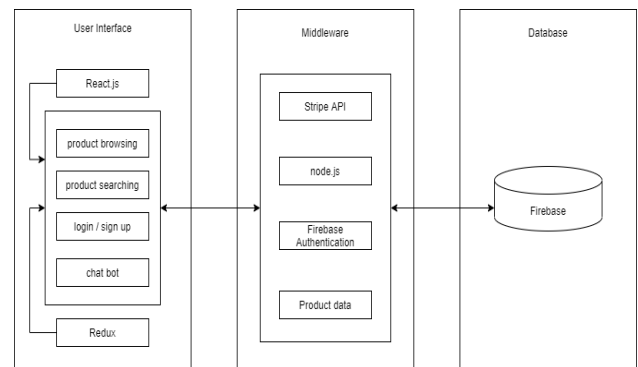 User Interface
React.js
product browsing
product searching
login / sign up
chat bot
Redux
Middleware
Stripe API
node.js
Firebase
Authentication
Product data
Database
Firebase